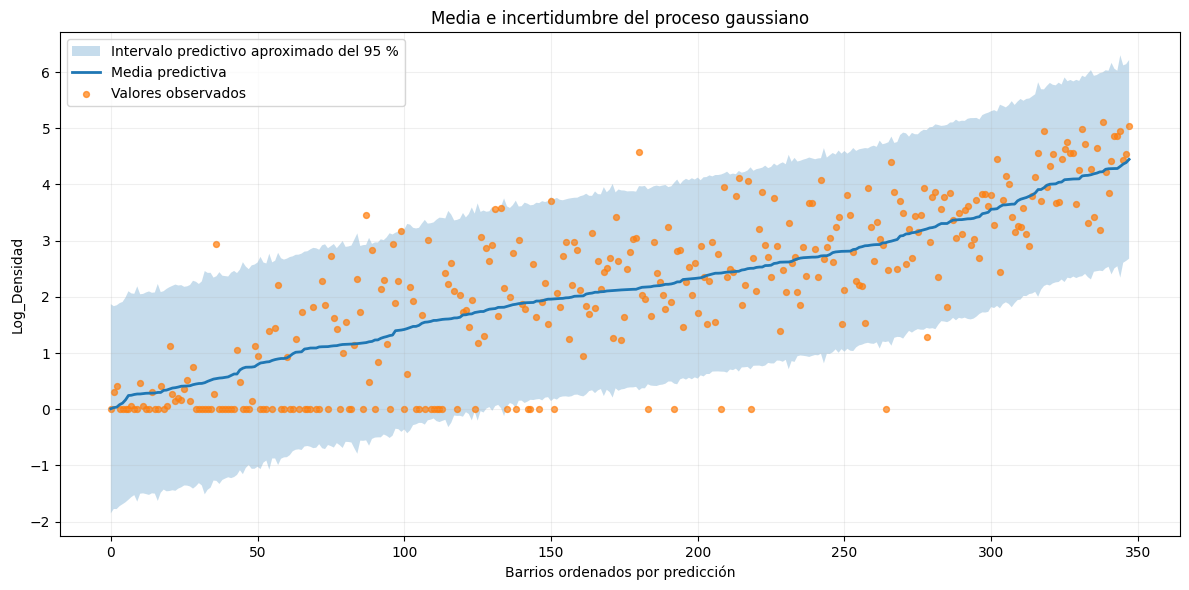 Media e incertidumbre del proceso gaussiano
Intervalo predictivo aproximado del 95 %
Media predictiva
Valores observados
Log_Densidad
6
5
4
3
2
1
0
−1
−2
0 50 100 150 200 250 300 350
Barrios ordenados por predicción